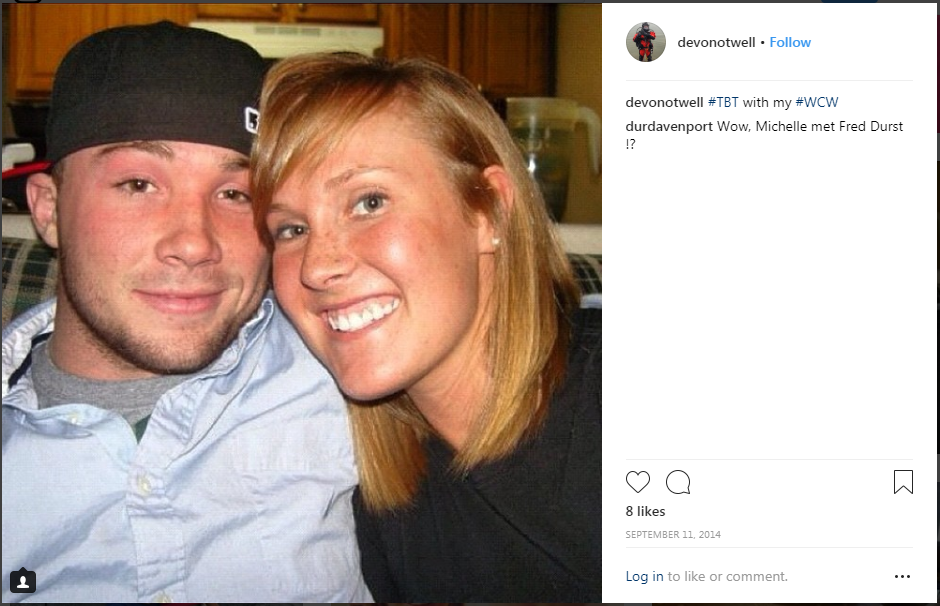 devonotwell • Follow
devonotwell #TBT with my #WCW
durdavenport Wow, Michelle met Fred Durst
!?
8 likes
SEPTEMBER 11, 2014
Log in to like or comment.